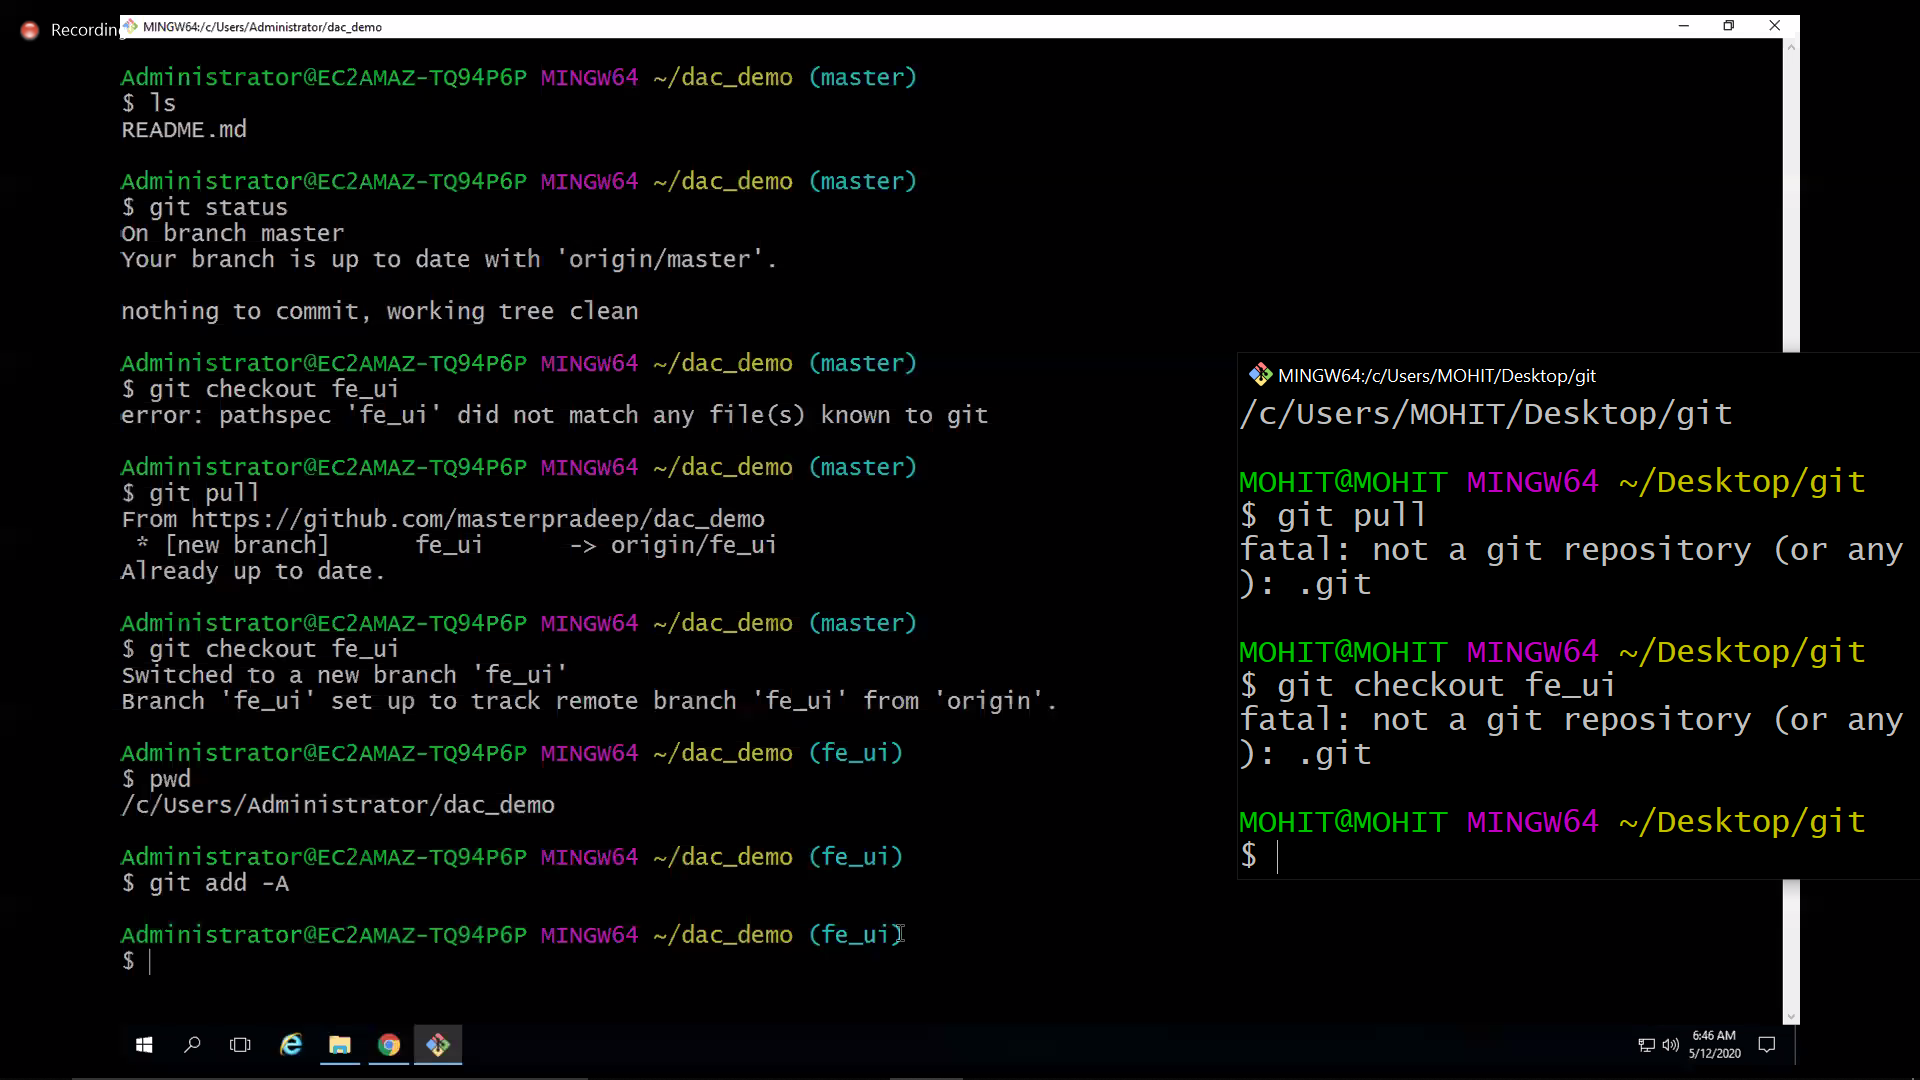 Recording
MINGW64:/c/Users/Administrator/dac_demo
Administrator@EC2AMAZ-TQ94P6P MINGW64 ~/dac_demo (master)
$ ls
README.md
Administrator@EC2AMAZ-TQ94P6P MINGW64 ~/dac_demo (master)
$ git status
On branch master
Your branch is up to date with 'origin/master'.
nothing to commit, working tree clean
Administrator@EC2AMAZ-TQ94P6P MINGW64 ~/dac_demo (master)
$ git checkout fe_ui
error: pathspec 'fe_ui' did not match any file(s) known to git
Administrator@EC2AMAZ-TQ94P6P MINGW64 ~/dac_demo (master)
$ git pull
From https://github.com/masterpradeep/dac_demo
* [new branch]      fe_ui      -> origin/fe_ui
Already up to date.
Administrator@EC2AMAZ-TQ94P6P MINGW64 ~/dac_demo (master)
$ git checkout fe_ui
Switched to a new branch 'fe_ui'
Branch 'fe_ui' set up to track remote branch 'fe_ui' from 'origin'.
Administrator@EC2AMAZ-TQ94P6P MINGW64 ~/dac_demo (fe_ui)
$ pwd
/c/Users/Administrator/dac_demo
Administrator@EC2AMAZ-TQ94P6P MINGW64 ~/dac_demo (fe_ui)
$ git add -A
Administrator@EC2AMAZ-TQ94P6P MINGW64 ~/dac_demo (fe_ui)
$
MINGW64:/c/Users/MOHIT/Desktop/git
/c/Users/MOHIT/Desktop/git
MOHIT@MOHIT MINGW64 ~/Desktop/git
$ git pull
fatal: not a git repository (or any
): .git
MOHIT@MOHIT MINGW64 ~/Desktop/git
$ git checkout fe_ui
fatal: not a git repository (or any
): .git
MOHIT@MOHIT MINGW64 ~/Desktop/git
$
6:46 AM
5/12/2020